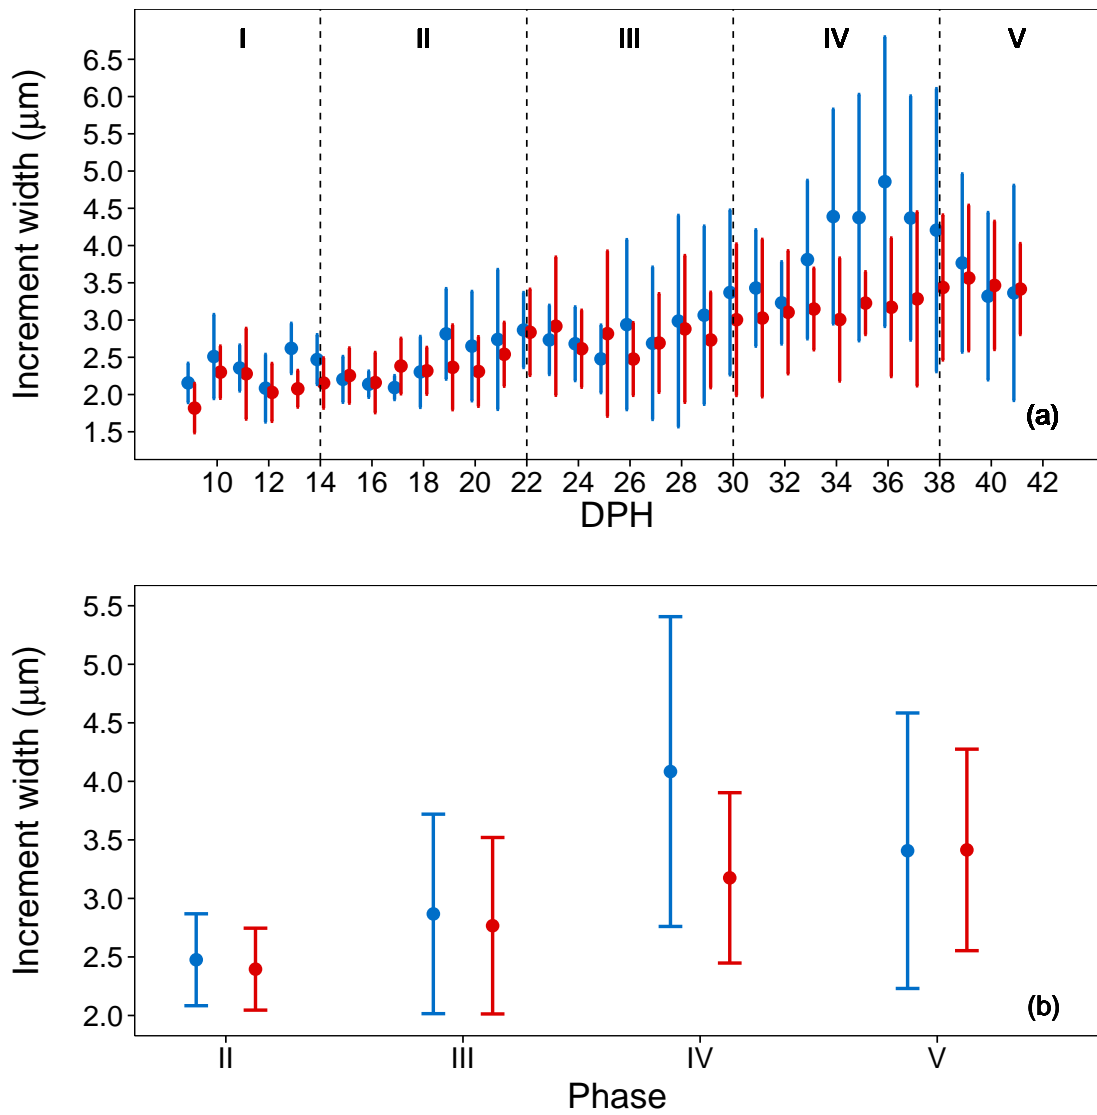 I II III IV V
Increment width (μm)
6.5
6.0
5.5
5.0
4.5
4.0
3.5
3.0
2.5
2.0
1.5
(a)
10 12 14 16 18 20 22 24 26 28 30 32 34 36 38 40 42
DPH
Increment width (μm)
5.5
5.0
4.5
4.0
3.5
3.0
2.5
2.0
(b)
II III IV V
Phase